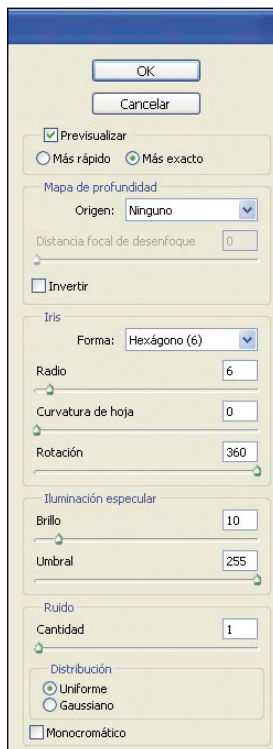 OK
Cancelar
Previsualizar
Más rápido Más exacto
Mapa de profundidad
Origen: Ninguno
Distancia focal de desenfoque 0
Invertir
Iris
Forma: Hexágono (6)
Radio 6
Curvatura de hoja 0
Rotación 360
Iluminación especular
Brillo 10
Umbral 255
Ruido
Cantidad 1
Distribución
Uniforme
Gaussiano
Monocromático